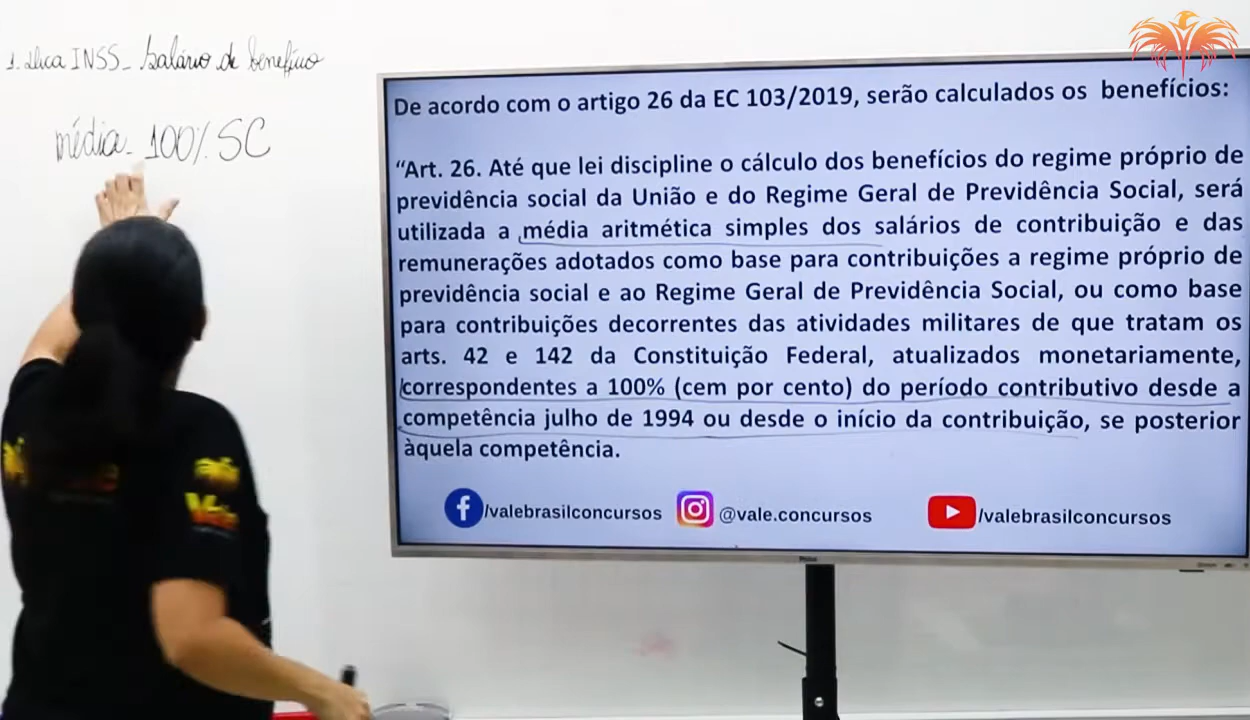 1. Dica INSS - Salário de benefício
média - 100% SC
De acordo com o artigo 26 da EC 103/2019, serão calculados os benefícios:
“Art. 26. Até que lei discipline o cálculo dos benefícios do regime próprio de
previdência social da União e do Regime Geral de Previdência Social, será
utilizada a média aritmética simples dos salários de contribuição e das
remunerações adotados como base para contribuições a regime próprio de
previdência social e ao Regime Geral de Previdência Social, ou como base
para contribuições decorrentes das atividades militares de que tratam os
arts. 42 e 142 da Constituição Federal, atualizados monetariamente,
correspondentes a 100% (cem por cento) do período contributivo desde a
competência julho de 1994 ou desde o início da contribuição, se posterior
àquela competência.
/valebrasilconcursos @vale.concursos /valebrasilconcursos